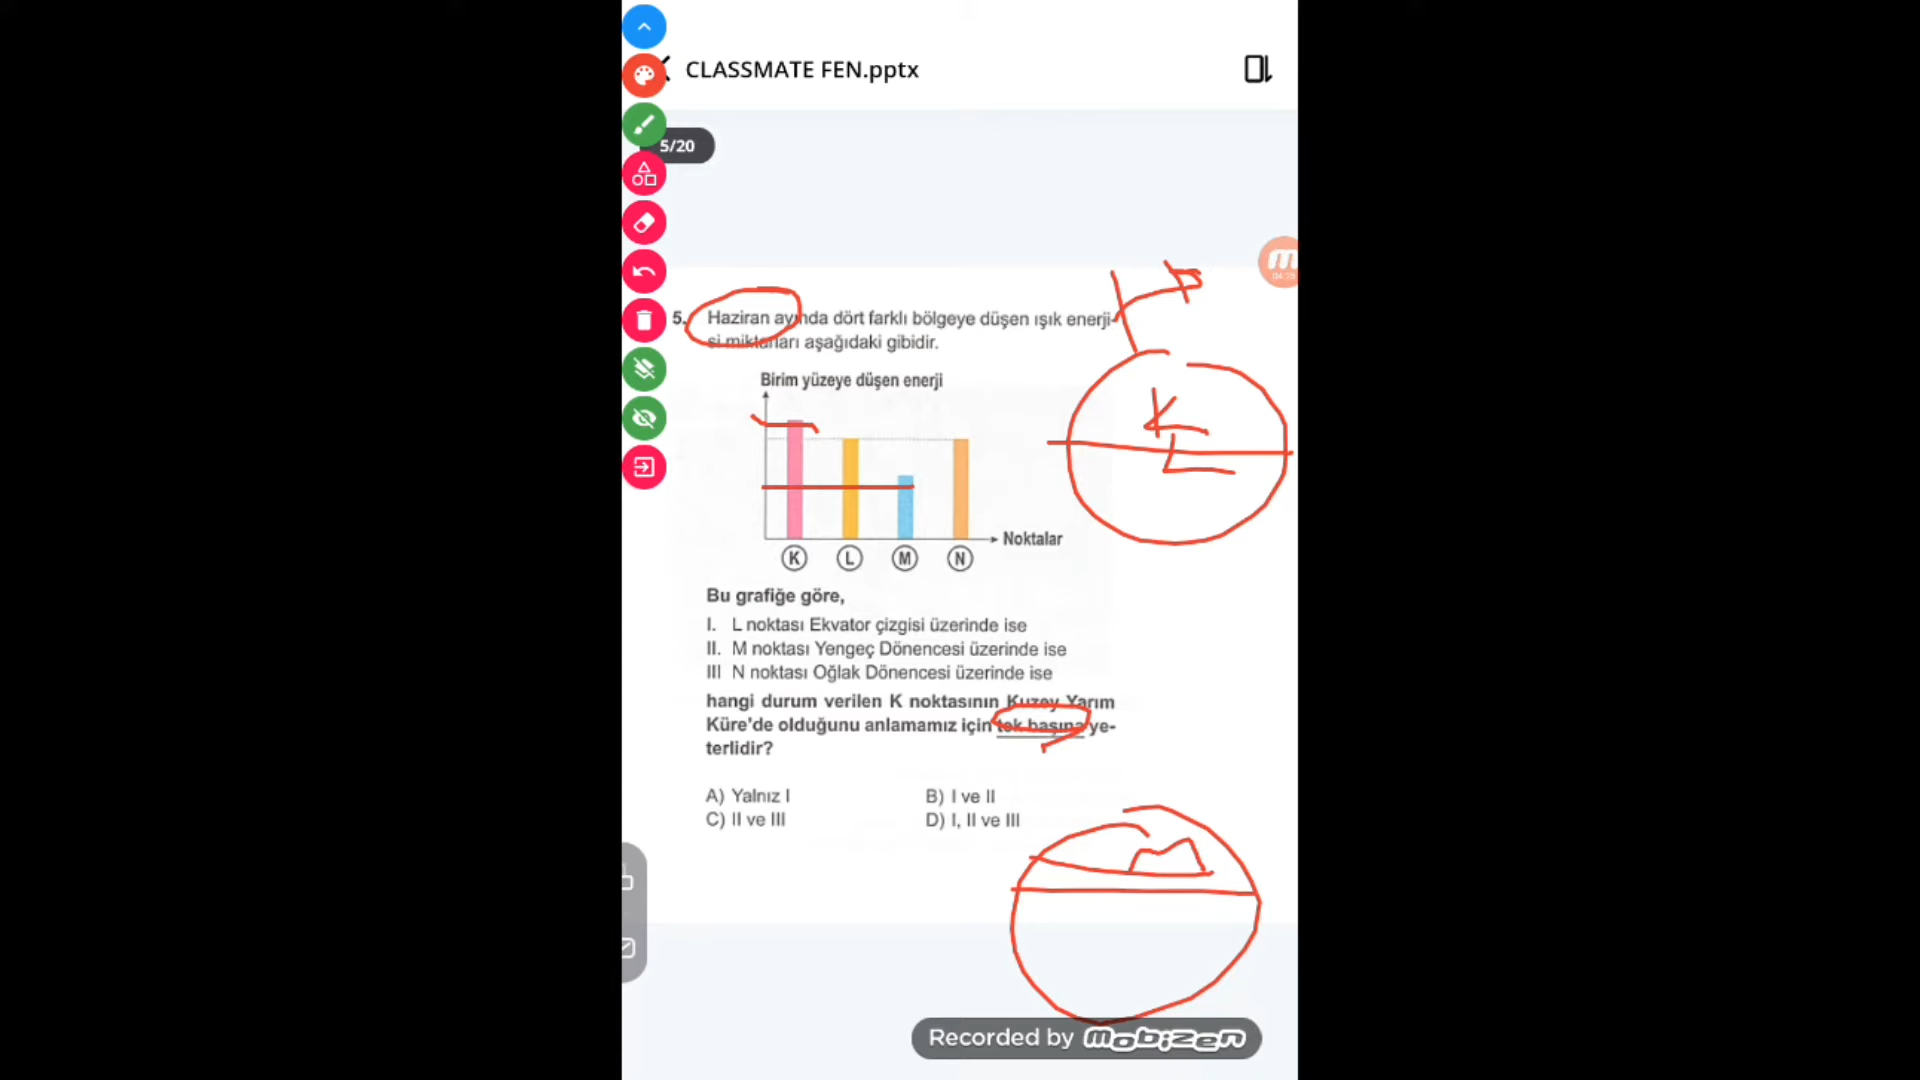 CLASSMATE FEN.pptx
5/20
04:25
5. Haziran ayında dört farklı bölgeye düşen ışık enerji-
si miktarları aşağıdaki gibidir.
Birim yüzeye düşen enerji
K
L
K L M N
Noktalar
Bu grafiğe göre,
I. L noktası Ekvator çizgisi üzerinde ise
II. M noktası Yengeç Dönencesi üzerinde ise
III N noktası Oğlak Dönencesi üzerinde ise
hangi durum verilen K noktasının Kuzey Yarım
Küre'de olduğunu anlamamız için tek başına ye-
terlidir?
A) Yalnız I B) I ve II
C) II ve III D) I, II ve III
M
Recorded by mobizen